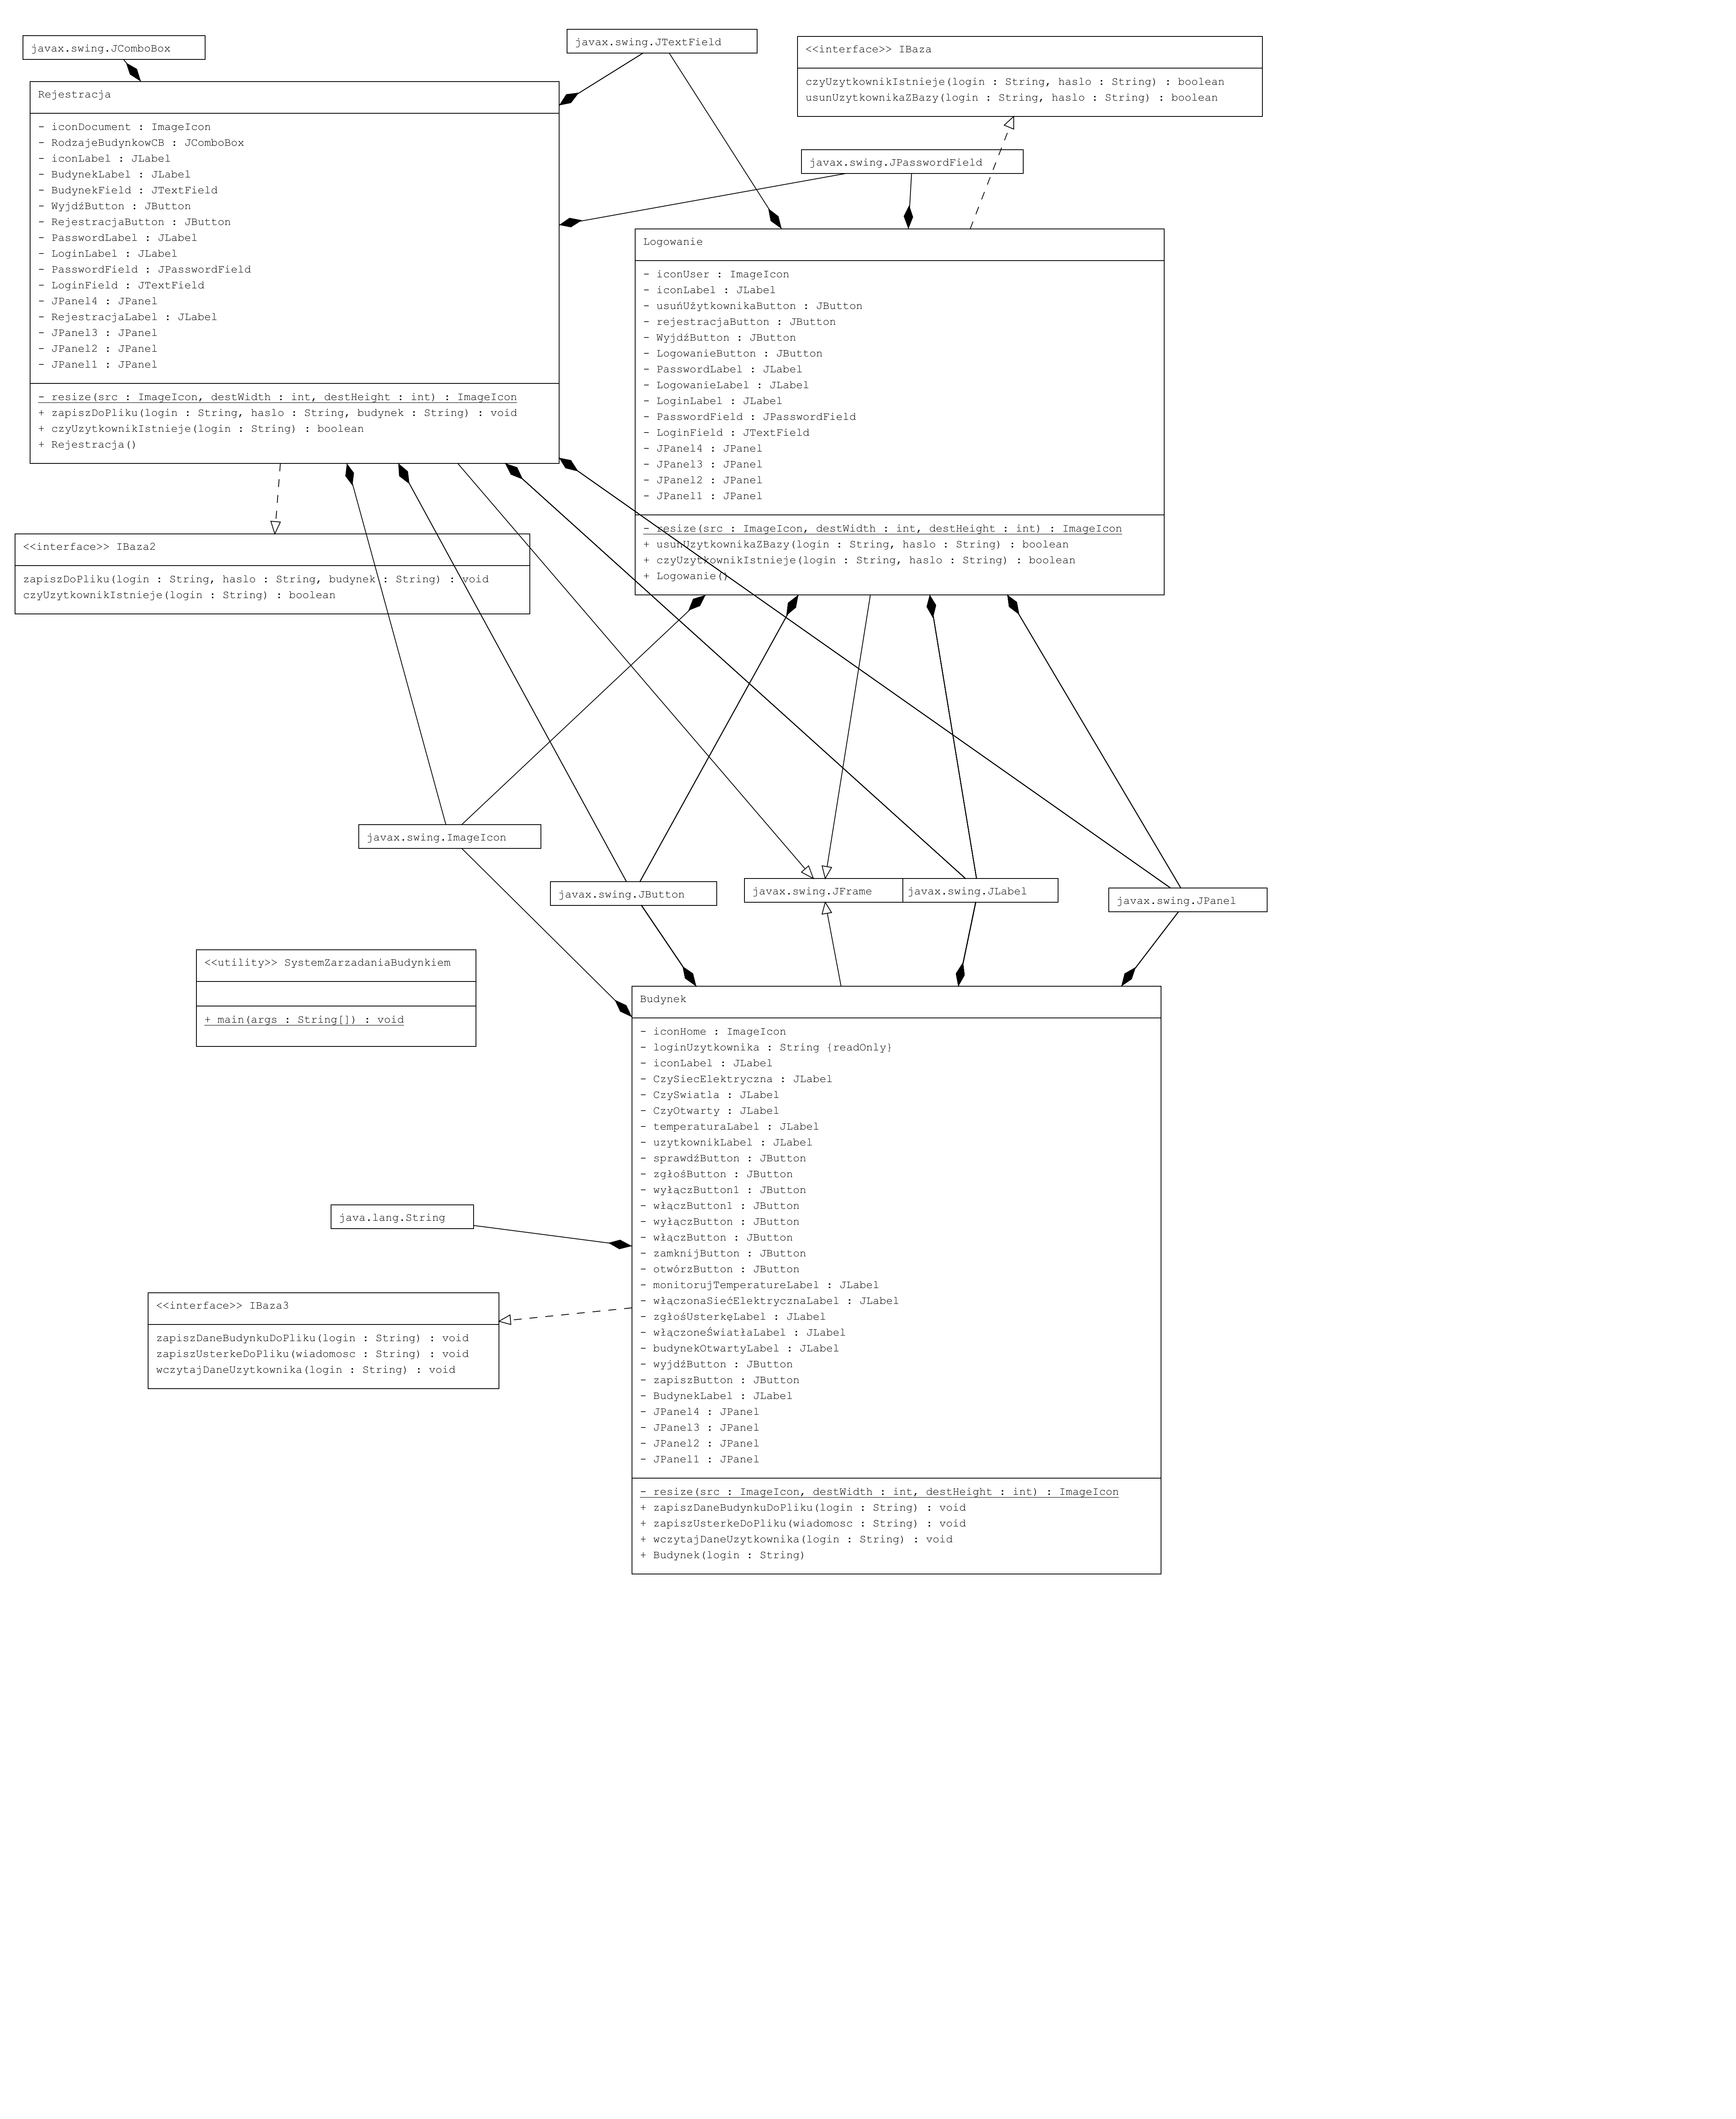 javax.swing.JComboBox
javax.swing.JTextField
<<interface>> IBaza
czyUzytkownikIstnieje(login : String, haslo : String) : boolean
usunUzytkownikaZBazy(login : String, haslo : String) : boolean
Rejestracja
- iconDocument : ImageIcon
- RodzajeBudynkowCB : JComboBox
- iconLabel : JLabel
- BudynekLabel : JLabel
- BudynekField : JTextField
- WyjdźButton : JButton
- RejestracjaButton : JButton
- PasswordLabel : JLabel
- LoginLabel : JLabel
- PasswordField : JPasswordField
- LoginField : JTextField
- JPanel4 : JPanel
- RejestracjaLabel : JLabel
- JPanel3 : JPanel
- JPanel2 : JPanel
- JPanel1 : JPanel
- resize(src : ImageIcon, destWidth : int, destHeight : int) : ImageIcon
+ zapiszDoPliku(login : String, haslo : String, budynek : String) : void
+ czyUzytkownikIstnieje(login : String) : boolean
+ Rejestracja()
javax.swing.JPasswordField
Logowanie
- iconUser : ImageIcon
- iconLabel : JLabel
- usuńUżytkownikaButton : JButton
- rejestracjaButton : JButton
- WyjdźButton : JButton
- LogowanieButton : JButton
- PasswordLabel : JLabel
- LogowanieLabel : JLabel
- LoginLabel : JLabel
- PasswordField : JPasswordField
- LoginField : JTextField
- JPanel4 : JPanel
- JPanel3 : JPanel
- JPanel2 : JPanel
- JPanel1 : JPanel
- resize(src : ImageIcon, destWidth : int, destHeight : int) : ImageIcon
+ usunUzytkownikaZBazy(login : String, haslo : String) : boolean
+ czyUzytkownikIstnieje(login : String, haslo : String) : boolean
+ Logowanie()
<<interface>> IBaza2
zapiszDoPliku(login : String, haslo : String, budynek : String) : void
czyUzytkownikIstnieje(login : String) : boolean
javax.swing.ImageIcon
javax.swing.JButton
javax.swing.JFrame
javax.swing.JLabel
javax.swing.JPanel
<<utility>> SystemZarzadaniaBudynkiem
+ main(args : String[]) : void
Budynek
- iconHome : ImageIcon
- loginUzytkownika : String {readOnly}
- iconLabel : JLabel
- CzySiecElektryczna : JLabel
- CzySwiatla : JLabel
- CzyOtwarty : JLabel
- temperaturaLabel : JLabel
- uzytkownikLabel : JLabel
- sprawdźButton : JButton
- zgłośButton : JButton
- wyłączButton1 : JButton
- włączButton1 : JButton
- wyłączButton : JButton
- włączButton : JButton
- zamknijButton : JButton
- otwórzButton : JButton
- monitorujTemperatureLabel : JLabel
- włączonaSiećElektrycznaLabel : JLabel
- zgłośUsterkęLabel : JLabel
- włączoneŚwiatłaLabel : JLabel
- budynekOtwartyLabel : JLabel
- wyjdźButton : JButton
- zapiszButton : JButton
- BudynekLabel : JLabel
- JPanel4 : JPanel
- JPanel3 : JPanel
- JPanel2 : JPanel
- JPanel1 : JPanel
- resize(src : ImageIcon, destWidth : int, destHeight : int) : ImageIcon
+ zapiszDaneBudynkuDoPliku(login : String) : void
+ zapiszUsterkeDoPliku(wiadomosc : String) : void
+ wczytajDaneUzytkownika(login : String) : void
+ Budynek(login : String)
java.lang.String
<<interface>> IBaza3
zapiszDaneBudynkuDoPliku(login : String) : void
zapiszUsterkeDoPliku(wiadomosc : String) : void
wczytajDaneUzytkownika(login : String) : void